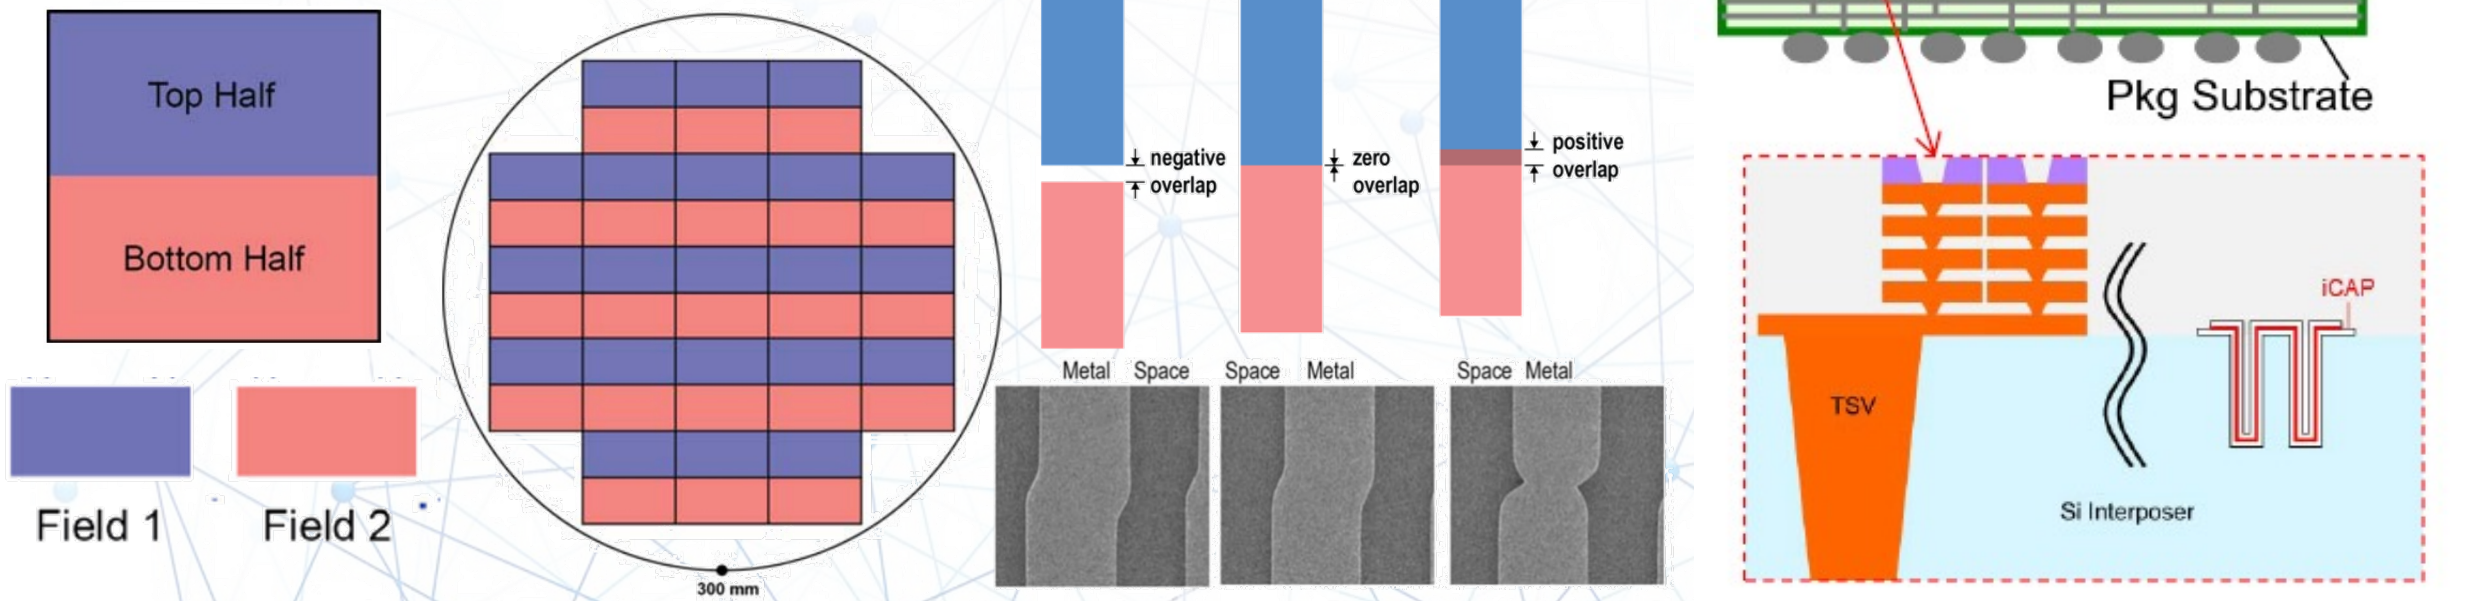 Top Half
Bottom Half
Field 1
Field 2
300 mm
negative
overlap
zero
overlap
positive
overlap
Metal Space
Space Metal
Space Metal
Pkg Substrate
iCAP
TSV
Si Interposer